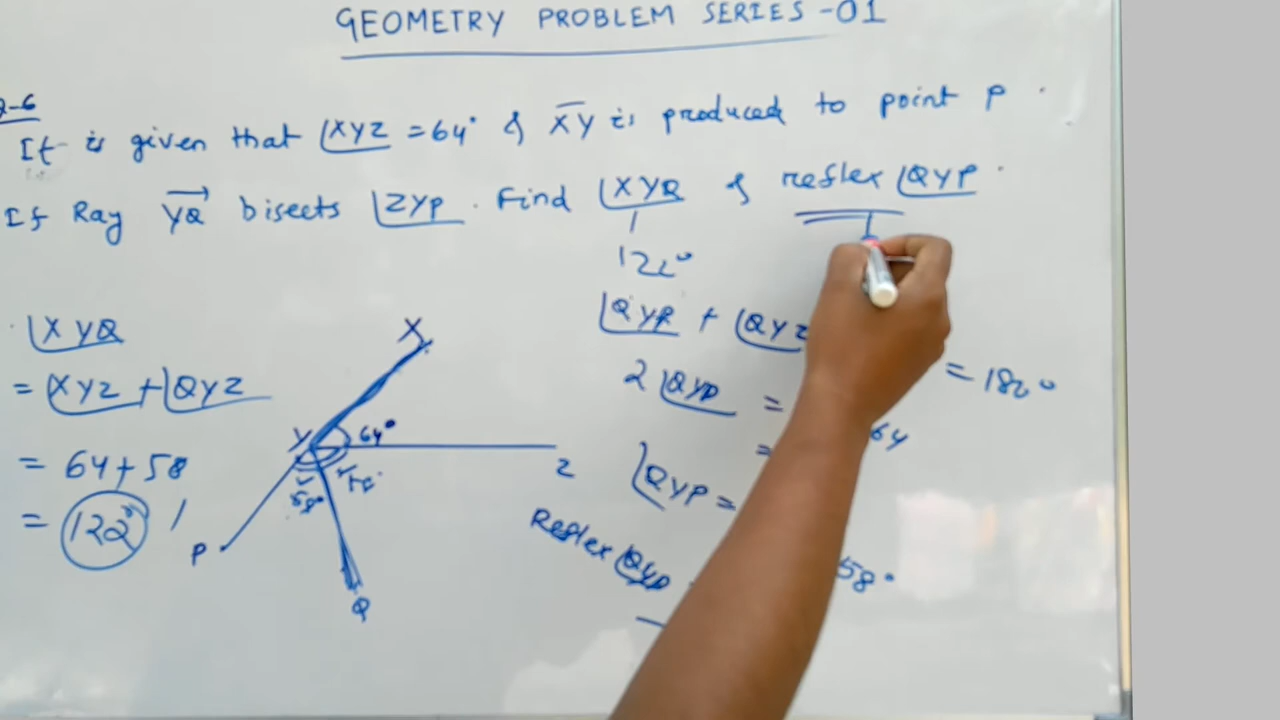 GEOMETRY PROBLEM SERIES -01
Q-6
It is given that ∠XYZ = 64° & XY is produced to point P.
If Ray YQ bisects ∠ZYP. Find ∠XYQ & reflex ∠QYP.
122°
∠QYP + ∠QYZ
= 180°
2∠QYP =
=
64
∠QYP =
58°
Reflex ∠QYP
∠XYQ
= ∠XYZ + ∠QYZ
= 64+58
= 122°
X
Y
64°
Z
58°
58°
P
Q